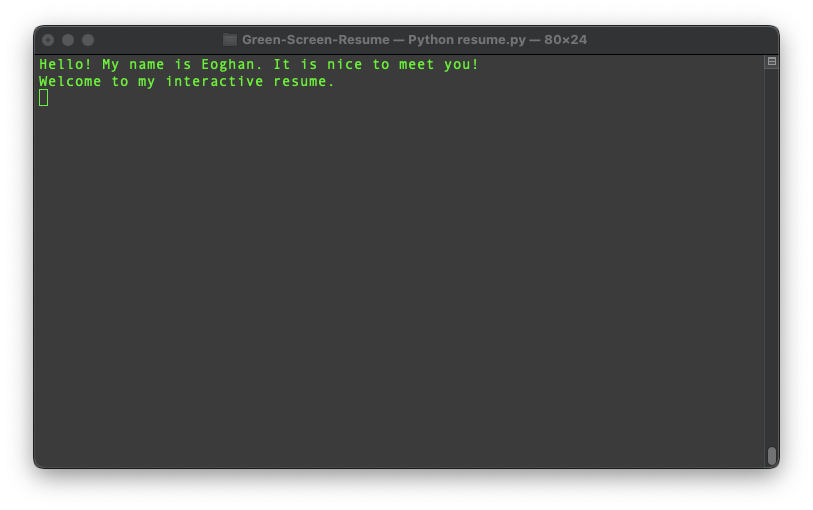 Green-Screen-Resume — Python resume.py — 80×24
Hello! My name is Eoghan. It is nice to meet you!
Welcome to my interactive resume.